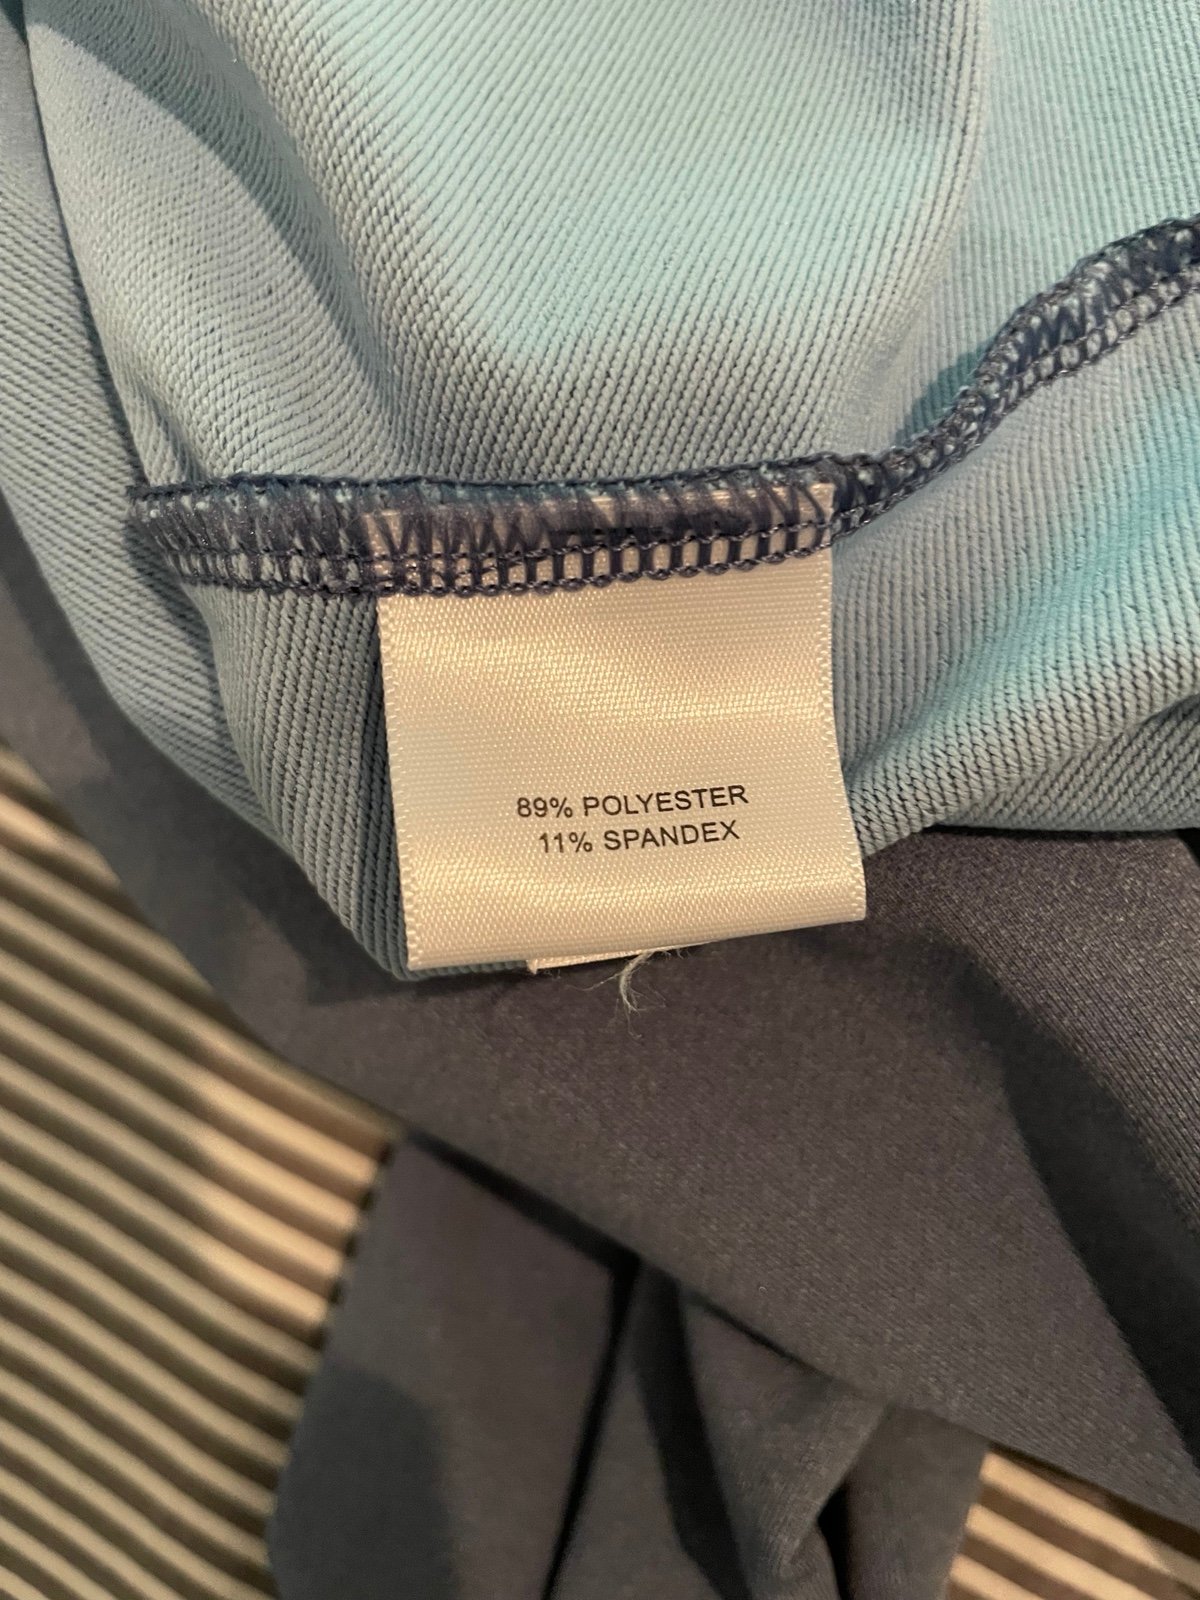 89% POLYESTER
11% SPANDEX